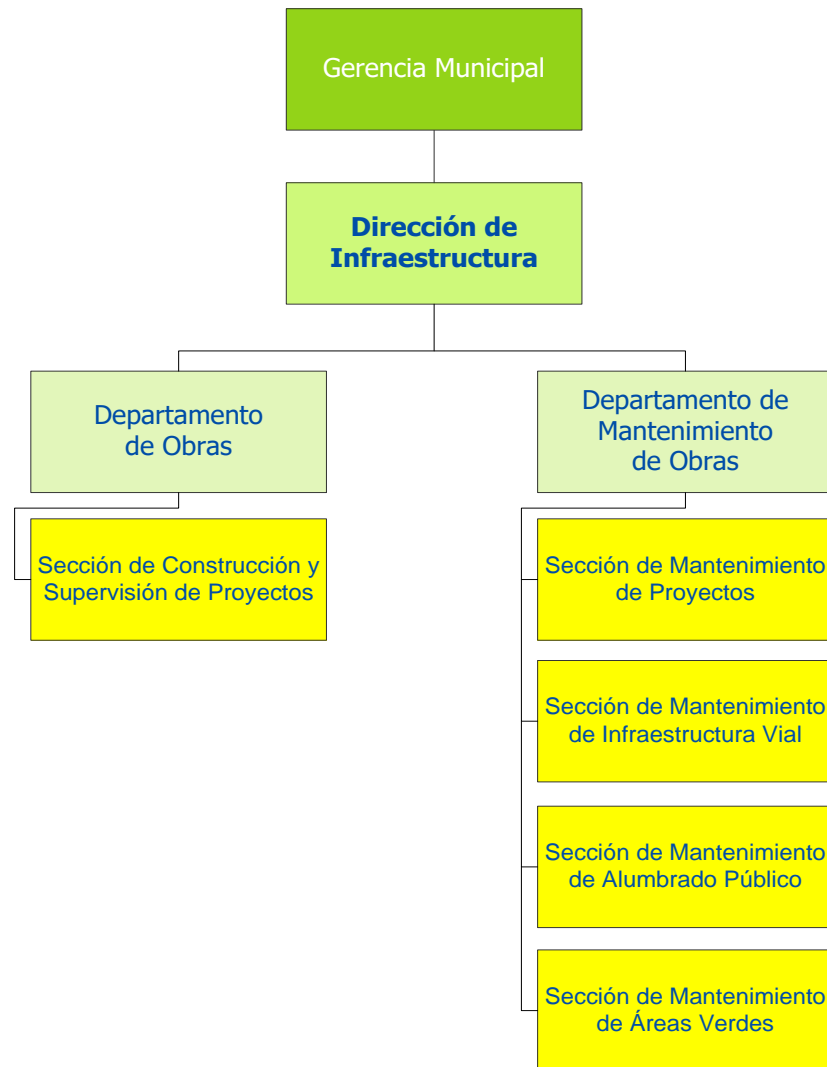 Gerencia Municipal
Dirección de
Infraestructura
Departamento
de Obras
Departamento de
Mantenimiento
de Obras
Sección de Construcción y
Supervisión de Proyectos
Sección de Mantenimiento
de Proyectos
Sección de Mantenimiento
de Infraestructura Vial
Sección de Mantenimiento
de Alumbrado Público
Sección de Mantenimiento
de Áreas Verdes